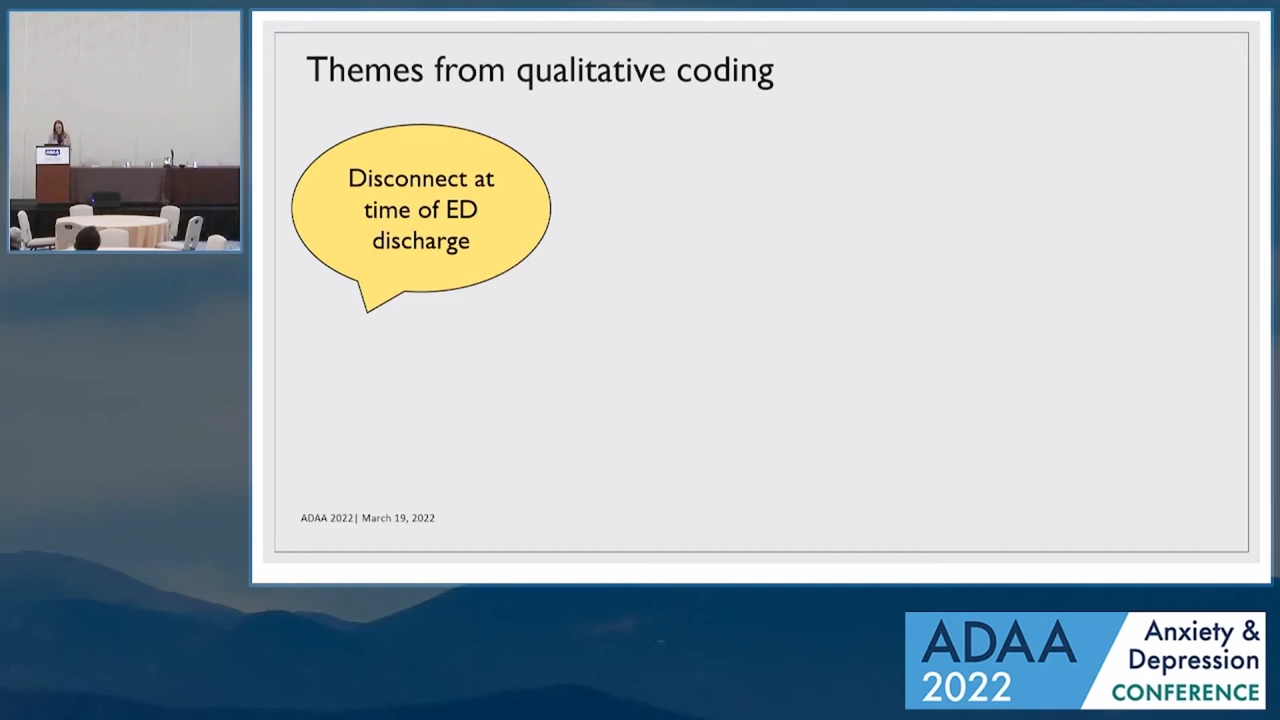 Themes from qualitative coding
Disconnect at
time of ED
discharge
ADAA 2022| March 19, 2022
ADAA
2022
Anxiety &
Depression
CONFERENCE